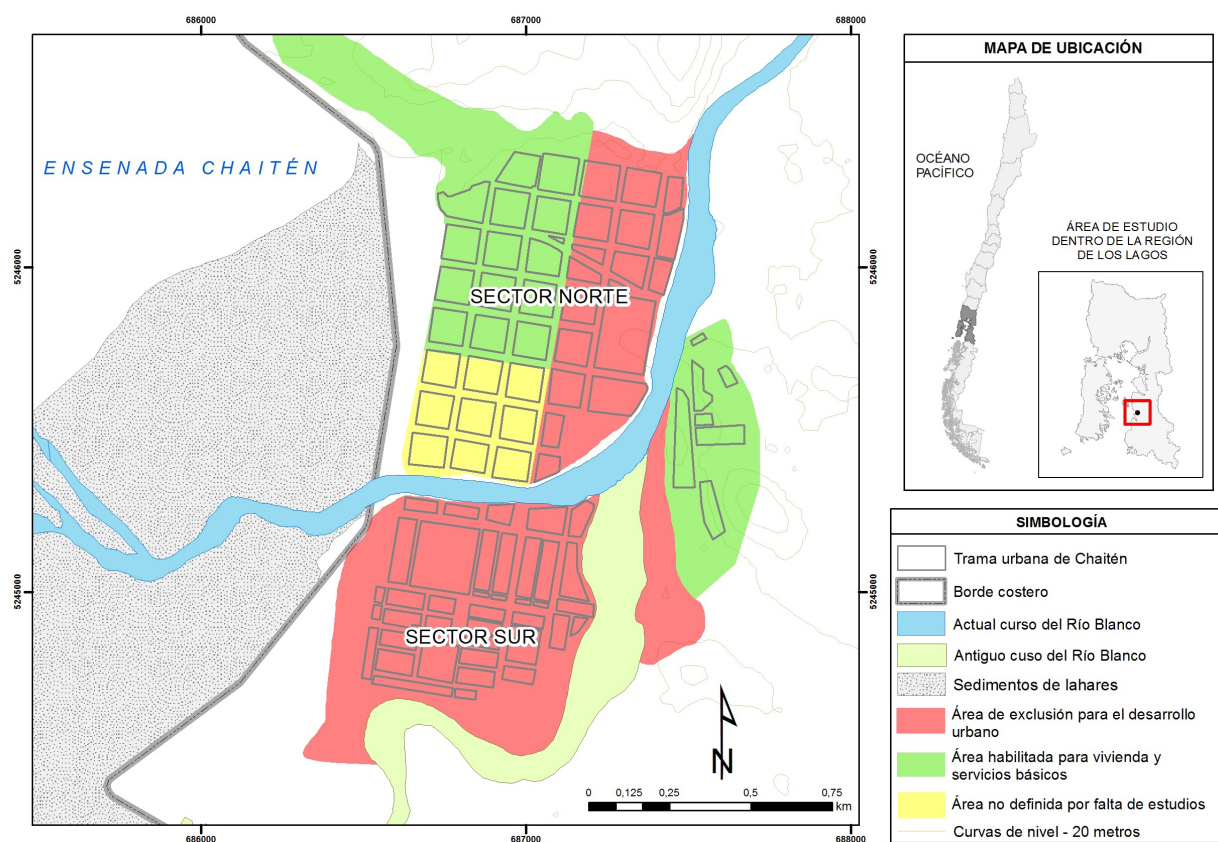 686000
687000
688000
5246000
5245000
ENSENADA CHAITÉN
SECTOR NORTE
SECTOR SUR
N
0
0,125
0,25
0,5
0,75
km
686000
687000
688000
5246000
5245000
MAPA DE UBICACIÓN
OCÉANO
PACÍFICO
ÁREA DE ESTUDIO
DENTRO DE LA REGIÓN
DE LOS LAGOS
SIMBOLOGÍA
Trama urbana de Chaitén
Borde costero
Actual curso del Río Blanco
Antiguo cuso del Río Blanco
Sedimentos de lahares
Área de exclusión para el desarrollo
urbano
Área habilitada para vivienda y
servicios básicos
Área no definida por falta de estudios
Curvas de nivel - 20 metros